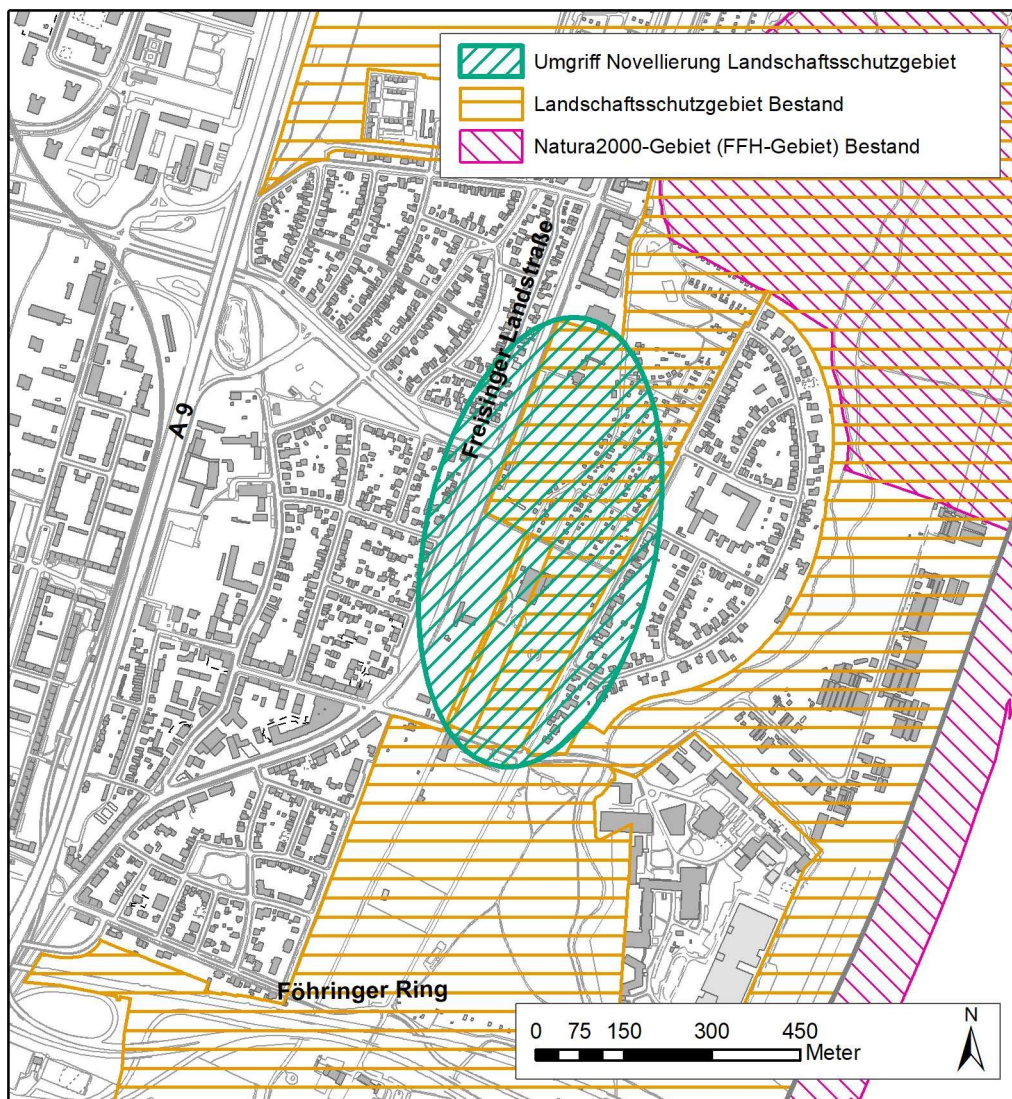 Umgriff Novellierung Landschaftsschutzgebiet
Landschaftsschutzgebiet Bestand
Natura2000-Gebiet (FFH-Gebiet) Bestand
Freisinger Landstraße
A 9
Föhringer Ring
0 75 150 300 450
Meter
N